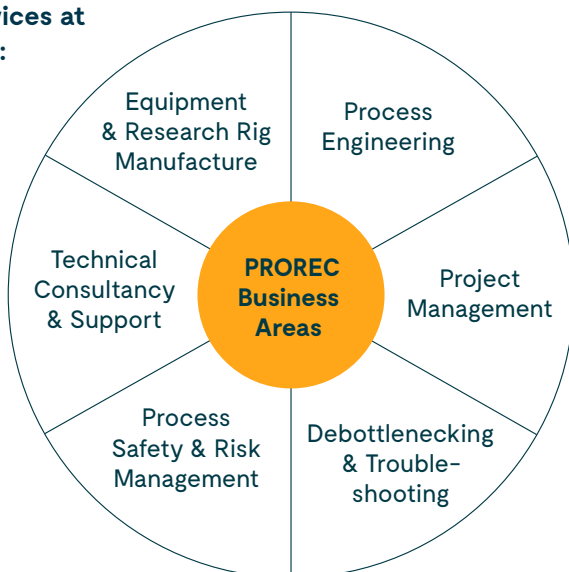 vices at
:
Equipment
& Research Rig
Manufacture
Process
Engineering
Technical
Consultancy
& Support
PROREC
Business
Areas
Project
Management
Process
Safety & Risk
Management
Debottlenecking
& Trouble-
shooting